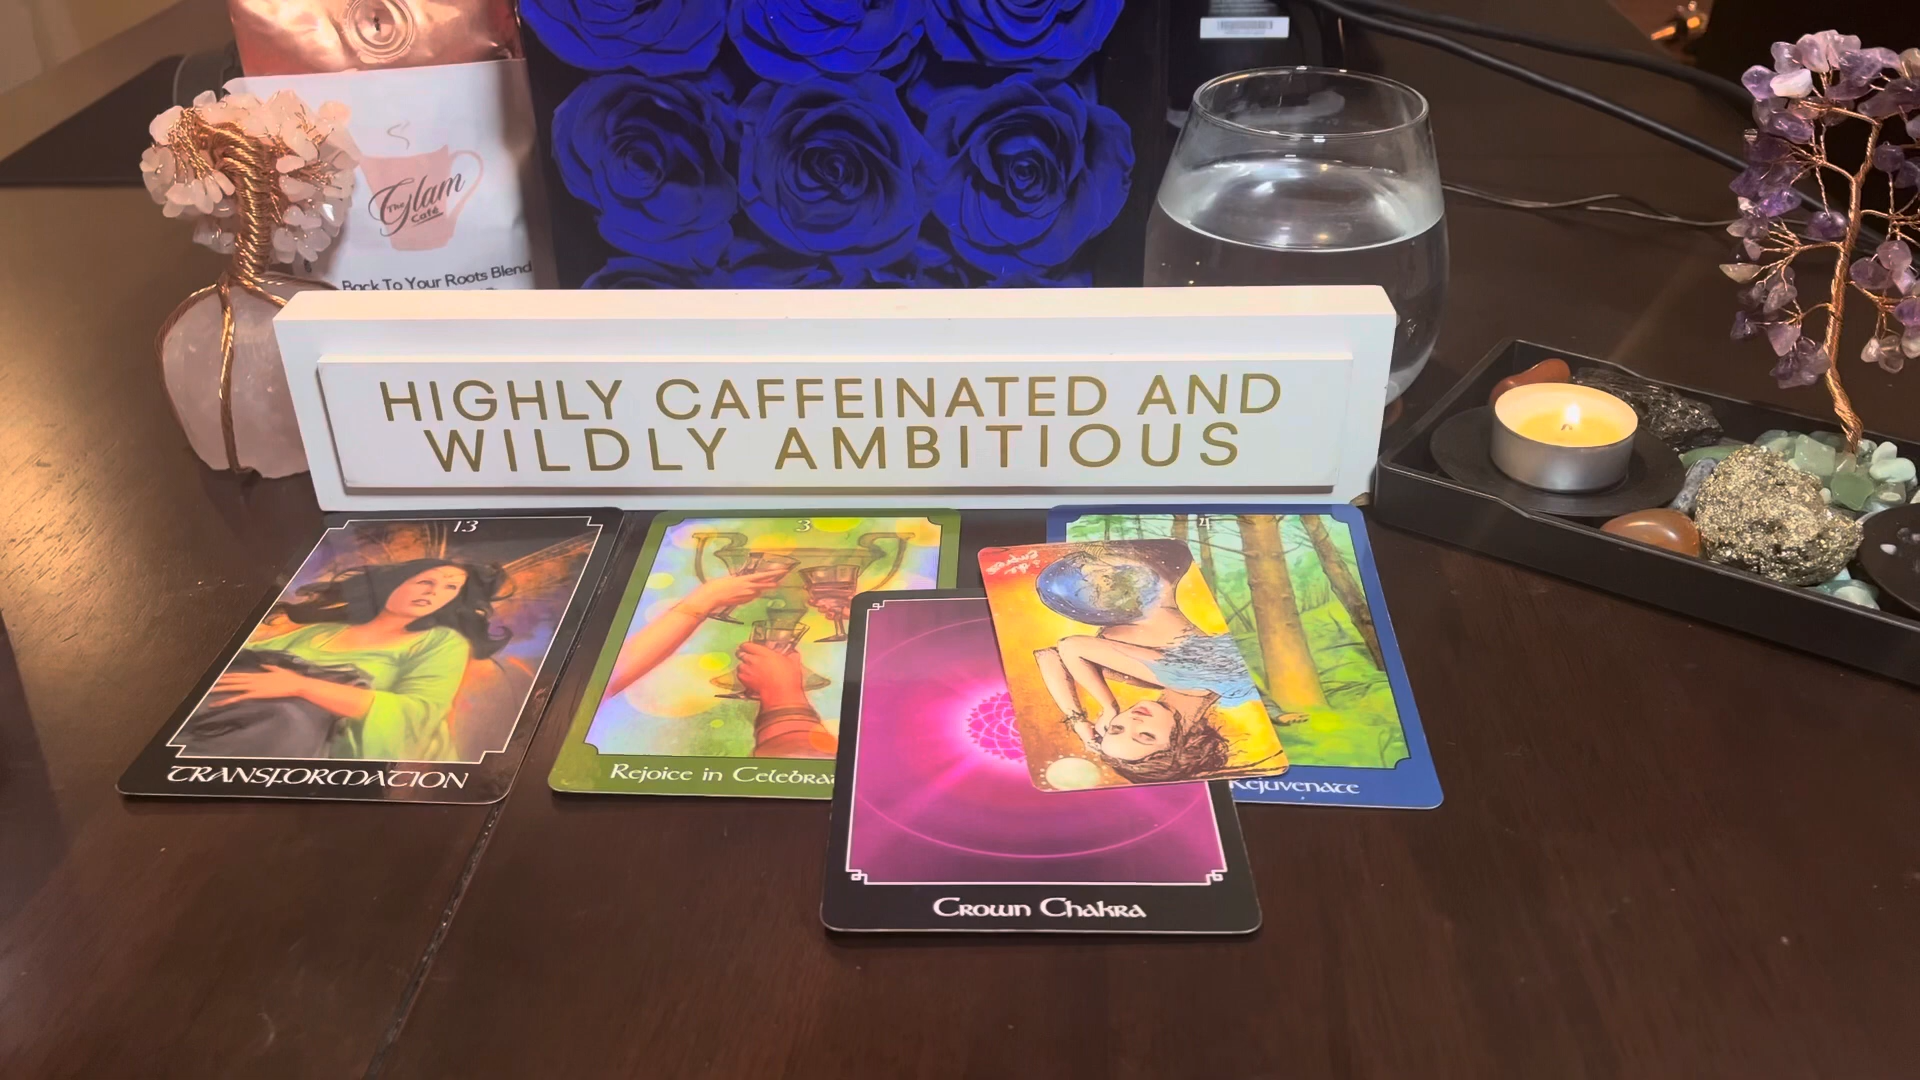 The
Glam
Café
Back To Your Roots Blend
HIGHLY CAFFEINATED AND
WILDLY AMBITIOUS
13
TRANSFORMATION
3
Rejoice in Celebrat
4
Rejuvenate
Crown Chakra